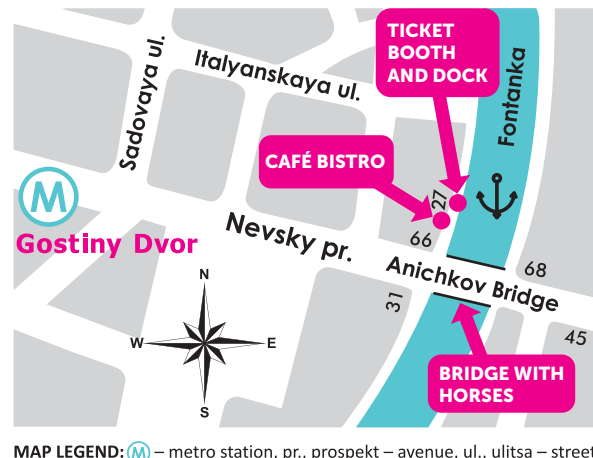 TICKET
BOOTH
AND DOCK
Fontanka
Italyanskaya ul.
Sadovaya ul.
CAFÉ BISTRO
M
27
Gostiny Dvor
Nevsky pr.
66
Anichkov Bridge
68
31
45
N
W
E
S
BRIDGE WITH
HORSES
MAP LEGEND: M – metro station, pr., prospekt – avenue, ul., ulitsa – street